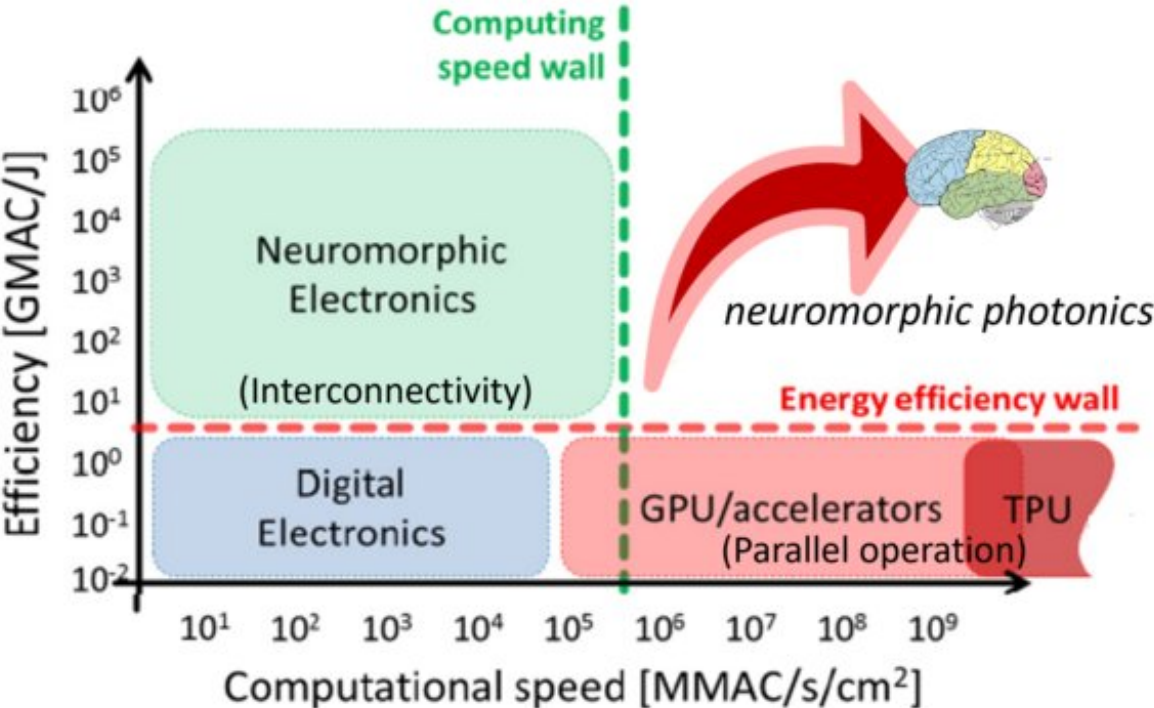 Computing
speed wall
Efficiency [GMAC/J]
10⁶
10⁵
10⁴
10³
10²
10¹
10⁰
10⁻¹
10⁻²
Neuromorphic
Electronics
(Interconnectivity)
neuromorphic photonics
Energy efficiency wall
Digital
Electronics
GPU/accelerators
(Parallel operation)
TPU
10¹ 10² 10³ 10⁴ 10⁵ 10⁶ 10⁷ 10⁸ 10⁹
Computational speed [MMAC/s/cm²]